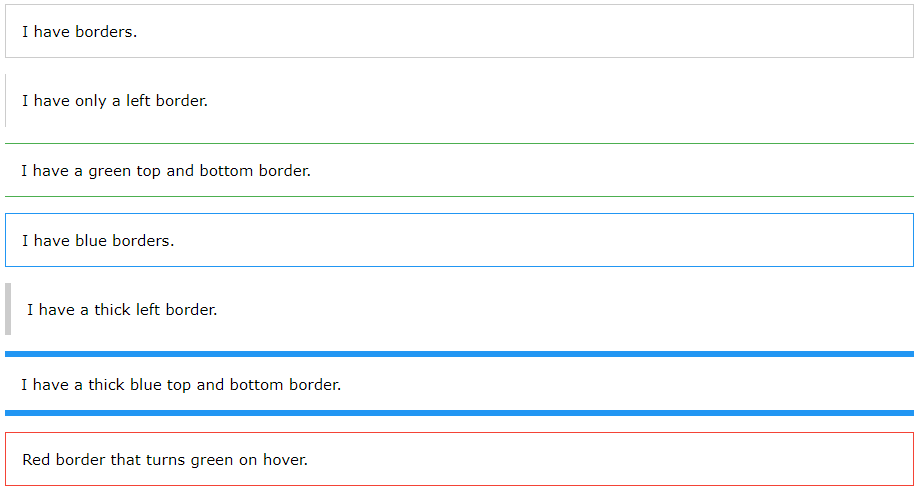 I have borders.
I have only a left border.
I have a green top and bottom border.
I have blue borders.
I have a thick left border.
I have a thick blue top and bottom border.
Red border that turns green on hover.